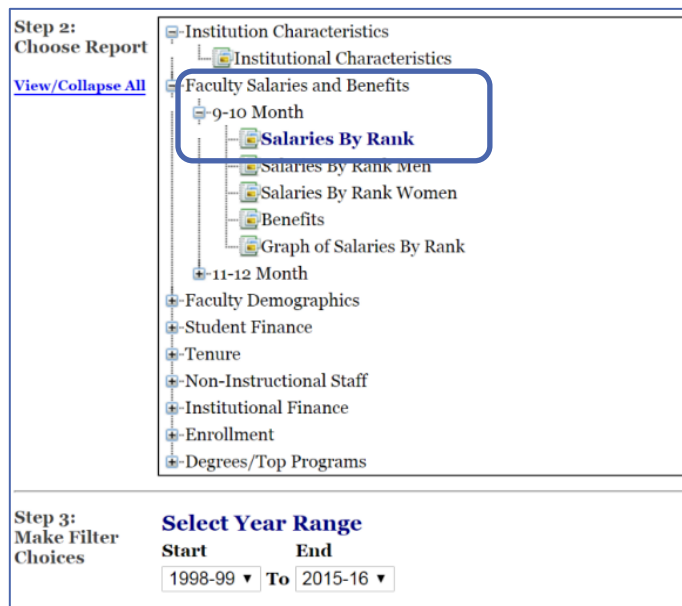 Step 2:
Choose Report
View/Collapse All
Institution Characteristics
Institutional Characteristics
Faculty Salaries and Benefits
9-10 Month
Salaries By Rank
Salaries By Rank Men
Salaries By Rank Women
Benefits
Graph of Salaries By Rank
11-12 Month
Faculty Demographics
Student Finance
Tenure
Non-Instructional Staff
Institutional Finance
Enrollment
Degrees/Top Programs
Step 3:
Make Filter
Choices
Select Year Range
Start End
1998-99 To 2015-16